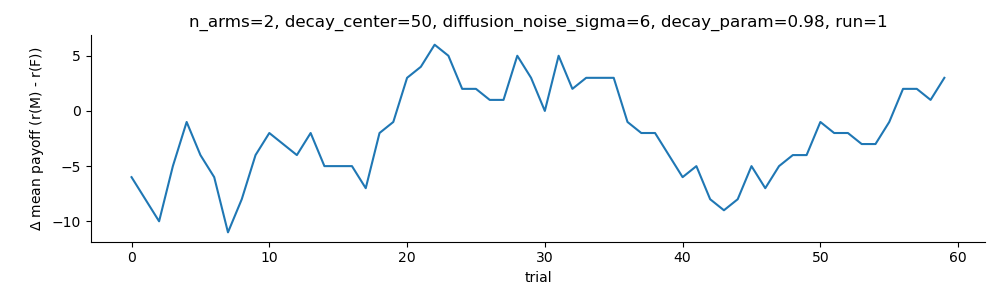 n_arms=2, decay_center=50, diffusion_noise_sigma=6, decay_param=0.98, run=1
Δ mean payoff (r(M) - r(F))
5
0
−5
−10
0 10 20 30 40 50 60
trial